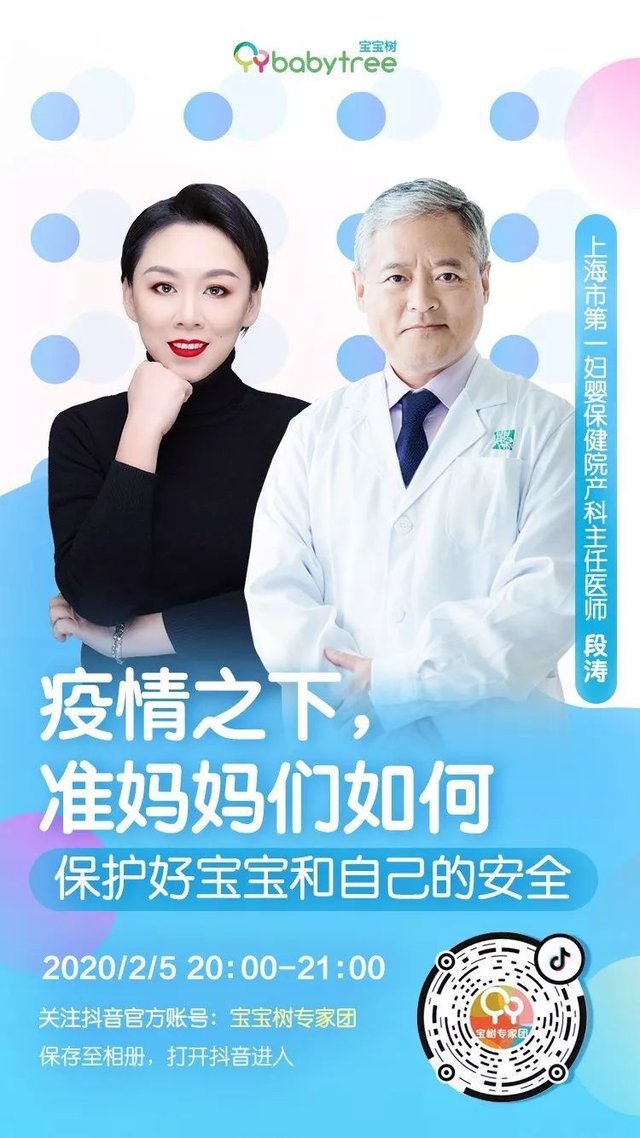 宝宝树
babytree
上海市第一妇婴保健院产科主任医师 段涛
疫情之下，
准妈妈们如何
保护好宝宝和自己的安全
2020/2/5 20:00-21:00
关注抖音官方账号：宝宝树专家团
保存至相册，打开抖音进入
宝树专家团